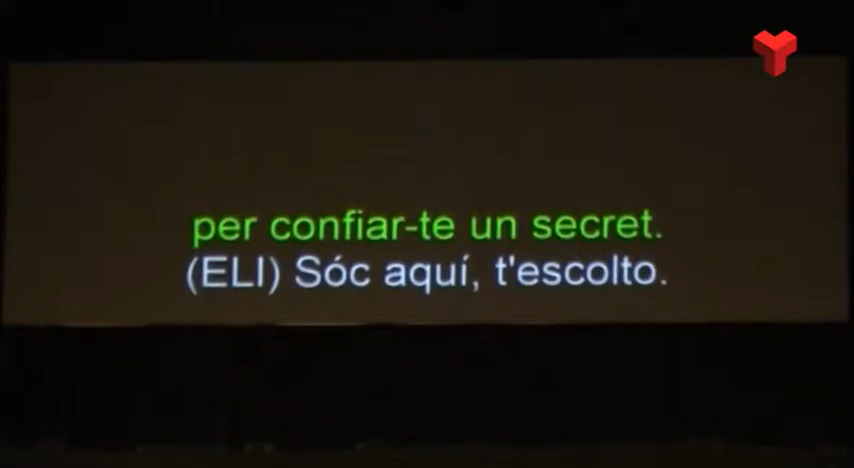 per confiar-te un secret.
(ELI) Sóc aquí, t'escolto.